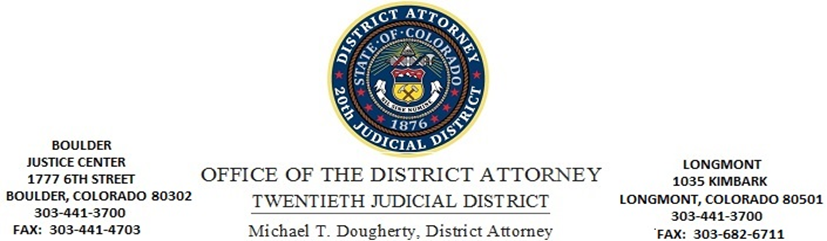 DISTRICT ATTORNEY
STATE·OF·COLORADO
NIL SINE NUMINE
1876
20th JUDICIAL DISTRICT
BOULDER
JUSTICE CENTER
1777 6TH STREET
BOULDER, COLORADO 80302
303-441-3700
FAX: 303-441-4703
OFFICE OF THE DISTRICT ATTORNEY
TWENTIETH JUDICIAL DISTRICT
Michael T. Dougherty, District Attorney
LONGMONT
1035 KIMBARK
LONGMONT, COLORADO 80501
303-441-3700
FAX: 303-682-6711